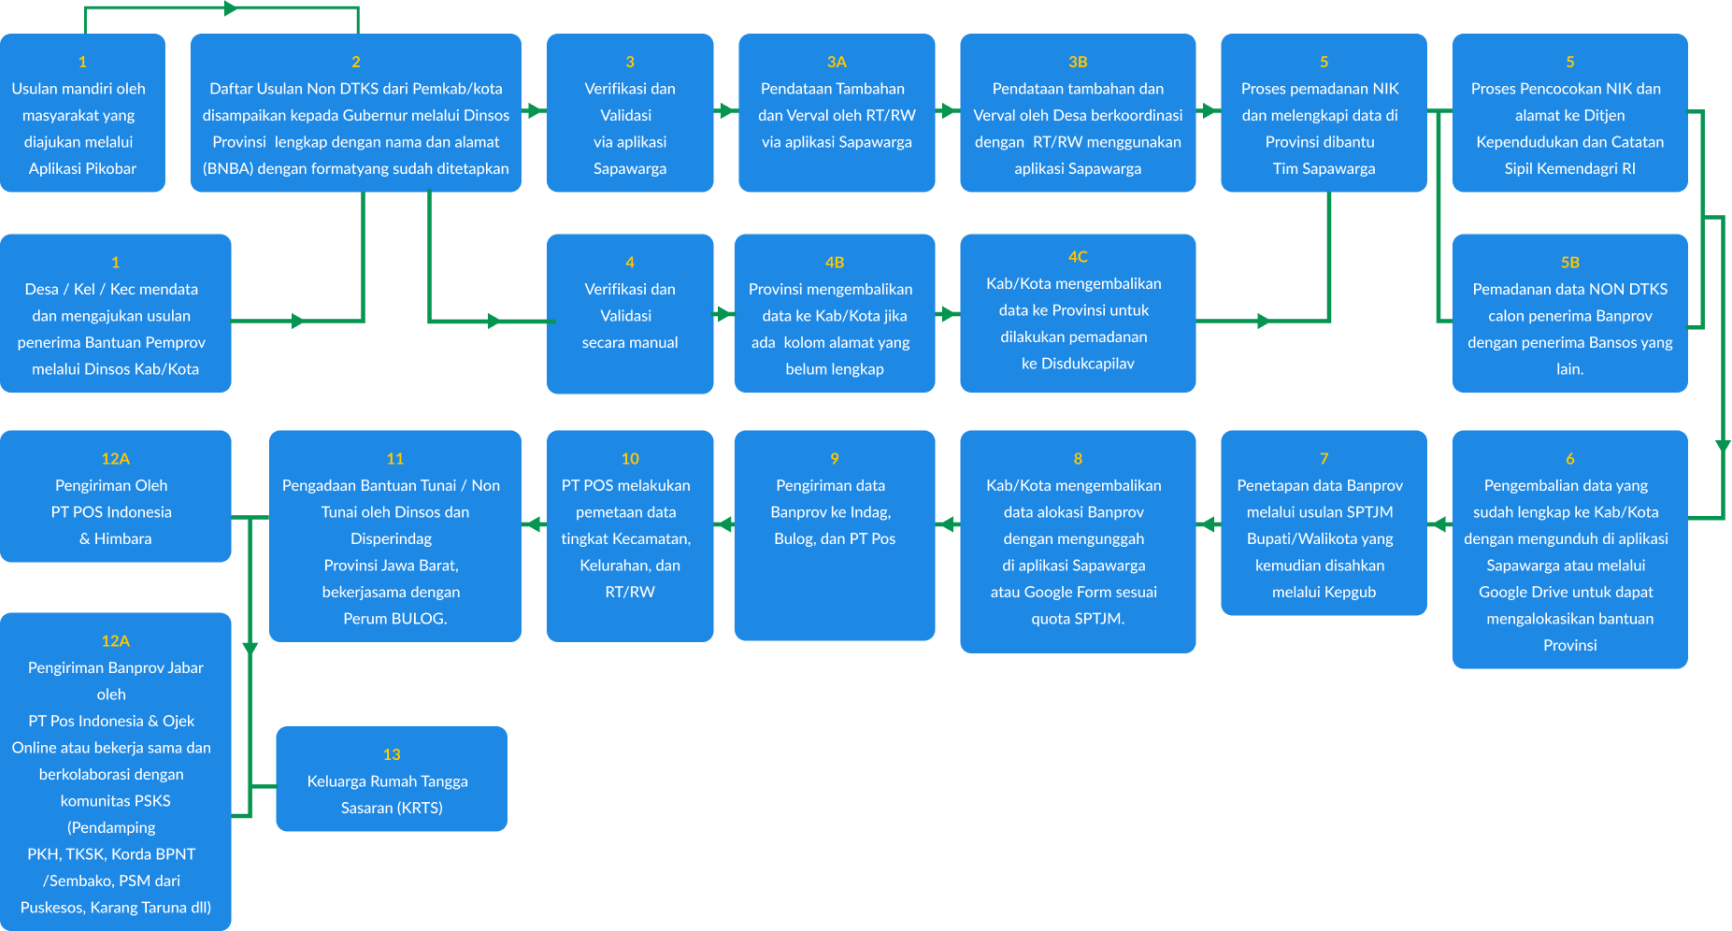 1
Usulan mandiri oleh
masyarakat yang
diajukan melalui
Aplikasi Pikobar
2
Daftar Usulan Non DTKS dari Pemkab/kota
disampaikan kepada Gubernur melalui Dinsos
Provinsi lengkap dengan nama dan alamat
(BNBA) dengan formatyang sudah ditetapkan
3
Verifikasi dan
Validasi
via aplikasi
Sapawarga
3A
Pendataan Tambahan
dan Verval oleh RT/RW
via aplikasi Sapawarga
3B
Pendataan tambahan dan
Verval oleh Desa berkoordinasi
dengan RT/RW menggunakan
aplikasi Sapawarga
5
Proses pemadanan NIK
dan melengkapi data di
Provinsi dibantu
Tim Sapawarga
5
Proses Pencocokan NIK dan
alamat ke Ditjen
Kependudukan dan Catatan
Sipil Kemendagri RI
1
Desa / Kel / Kec mendata
dan mengajukan usulan
penerima Bantuan Pemprov
melalui Dinsos Kab/Kota
4
Verifikasi dan
Validasi
secara manual
4B
Provinsi mengembalikan
data ke Kab/Kota jika
ada kolom alamat yang
belum lengkap
4C
Kab/Kota mengembalikan
data ke Provinsi untuk
dilakukan pemadanan
ke Disdukcapilav
5B
Pemadanan data NON DTKS
calon penerima Banprov
dengan penerima Bansos yang
lain.
12A
Pengiriman Oleh
PT POS Indonesia
& Himbara
11
Pengadaan Bantuan Tunai / Non
Tunai oleh Dinsos dan
Disperindag
Provinsi Jawa Barat,
bekerjasama dengan
Perum BULOG.
10
PT POS melakukan
pemetaan data
tingkat Kecamatan,
Kelurahan, dan
RT/RW
9
Pengiriman data
Banprov ke Indag,
Bulog, dan PT Pos
8
Kab/Kota mengembalikan
data alokasi Banprov
dengan mengunggah
di aplikasi Sapawarga
atau Google Form sesuai
quota SPTJM.
7
Penetapan data Banprov
melalui usulan SPTJM
Bupati/Walikota yang
kemudian disahkan
melalui Kepgub
6
Pengembalian data yang
sudah lengkap ke Kab/Kota
dengan mengunduh di aplikasi
Sapawarga atau melalui
Google Drive untuk dapat
mengalokasikan bantuan
Provinsi
12A
Pengiriman Banprov Jabar
oleh
PT Pos Indonesia & Ojek
Online atau bekerja sama dan
berkolaborasi dengan
komunitas PSKS
(Pendamping
PKH, TKSK, Korda BPNT
/Sembako, PSM dari
Puskesos, Karang Taruna dll)
13
Keluarga Rumah Tangga
Sasaran (KRTS)